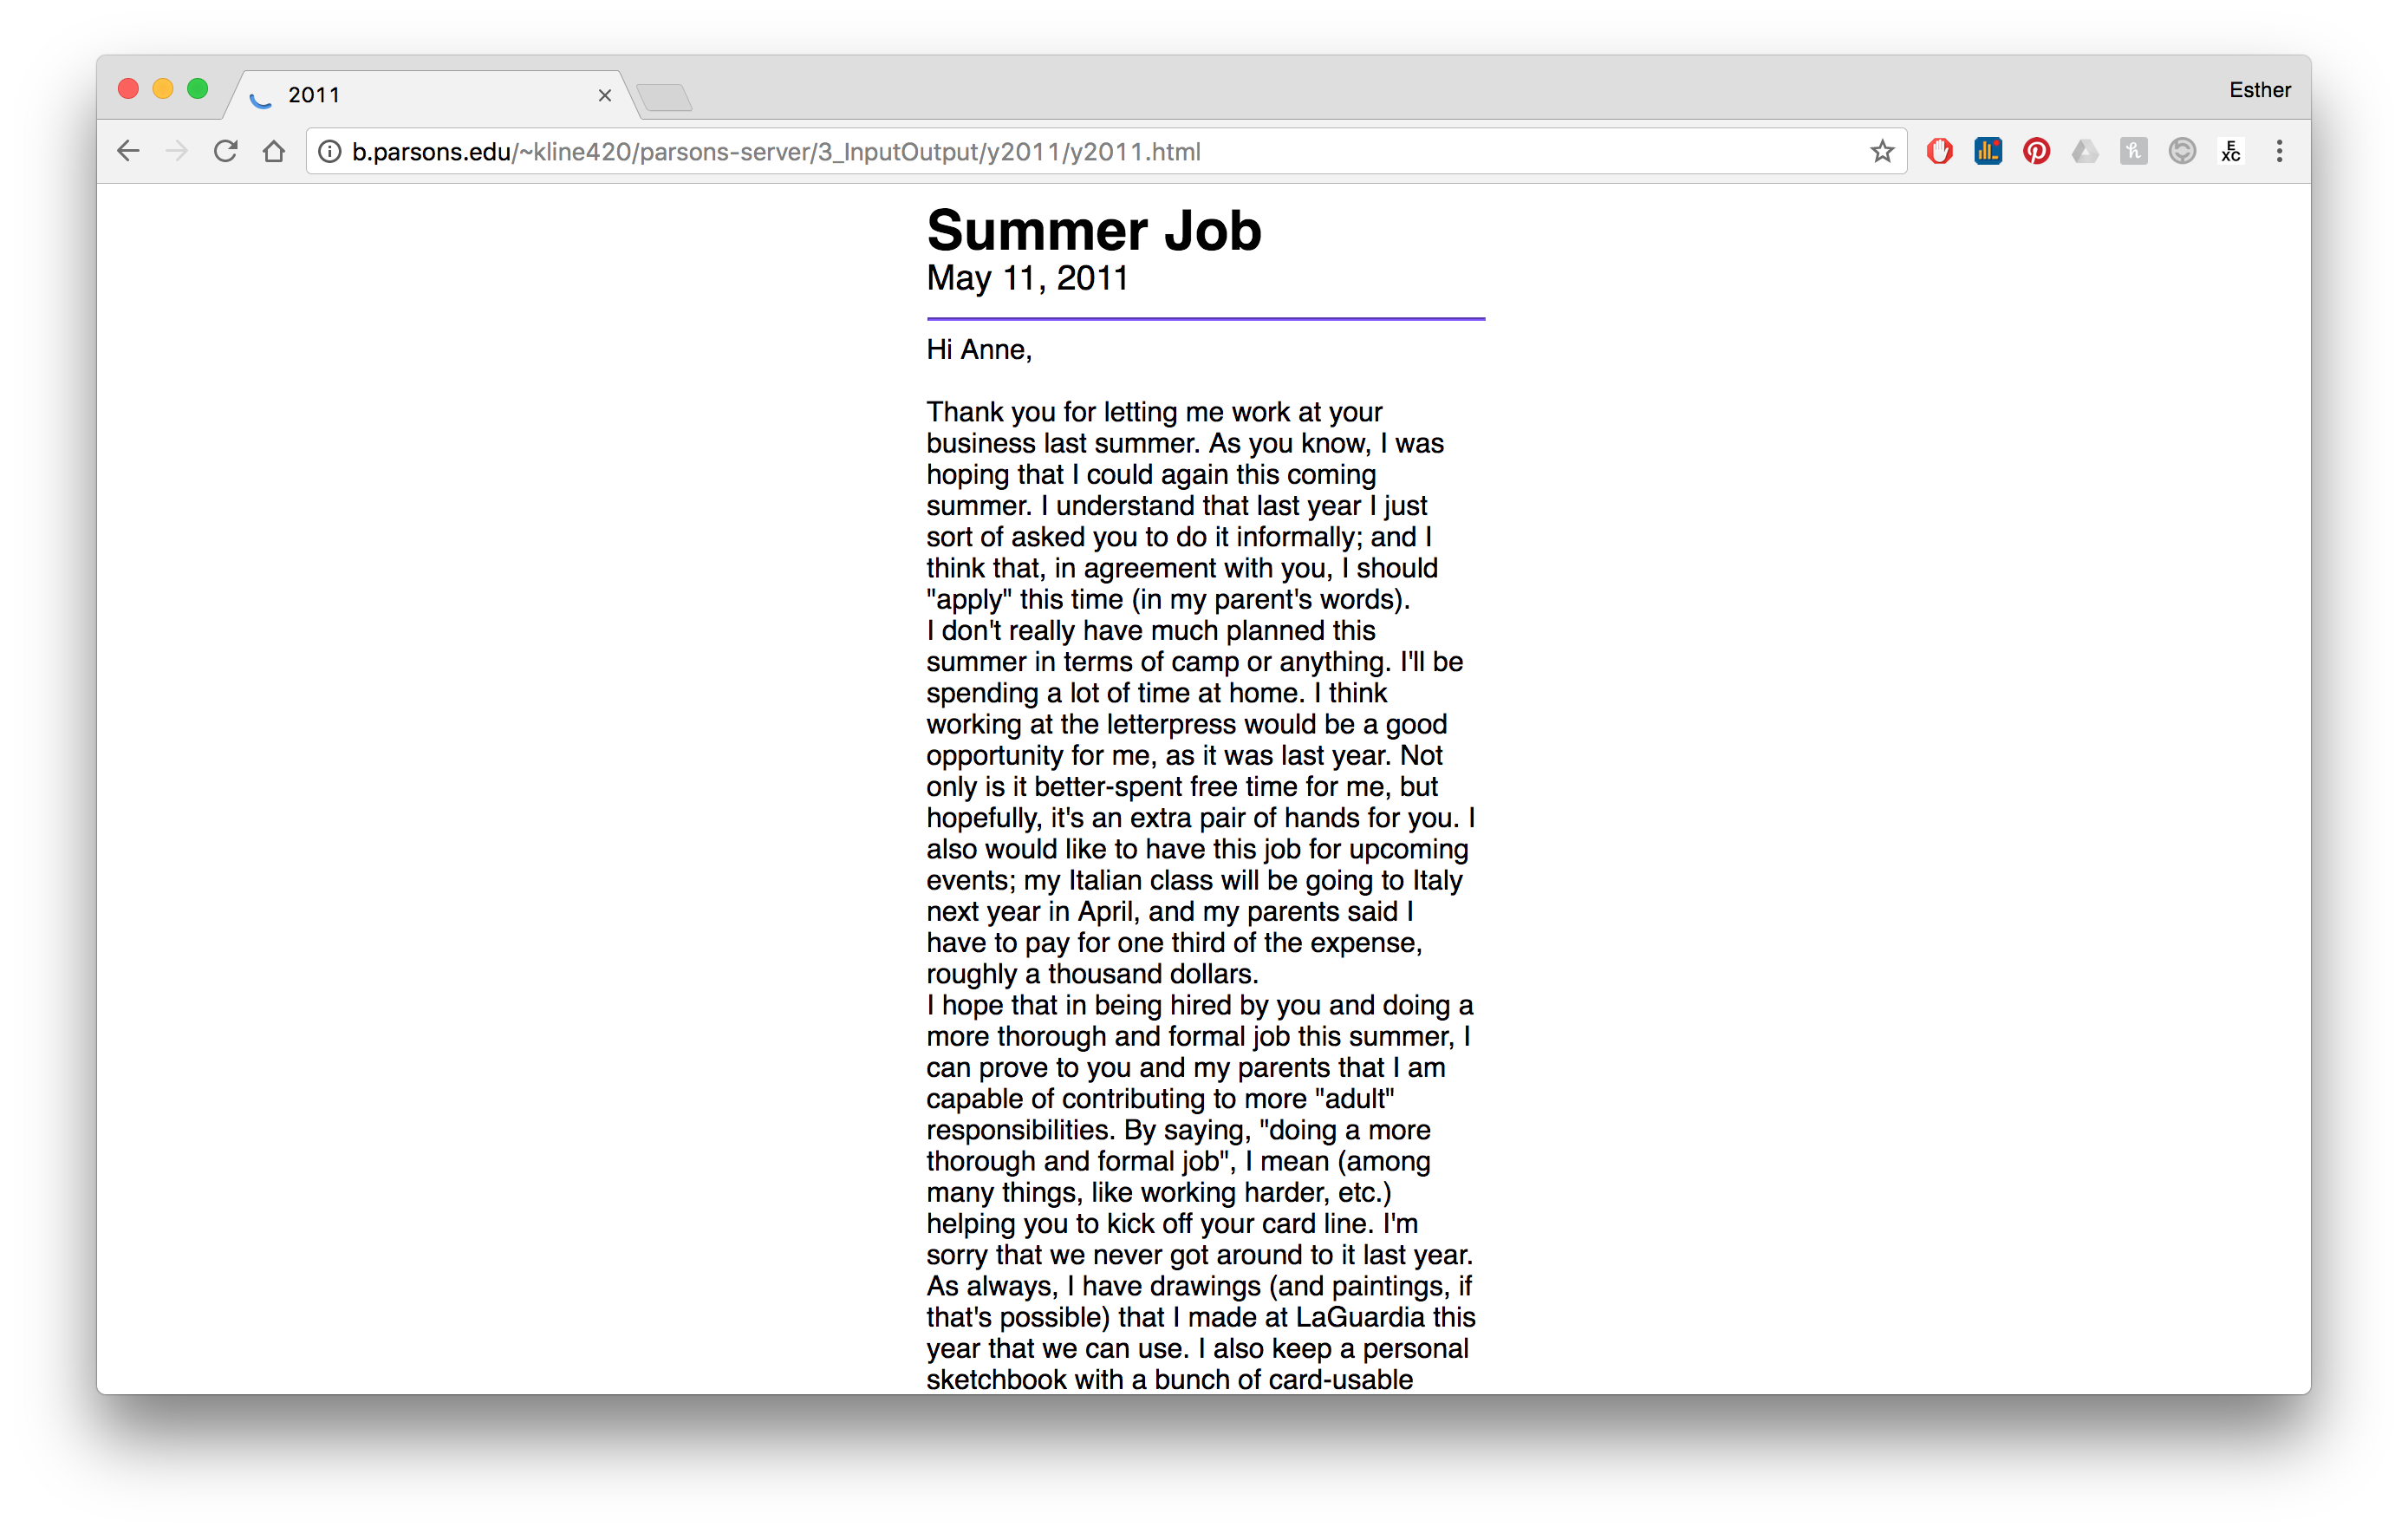 2011
Esther
b.parsons.edu/~kline420/parsons-server/3_InputOutput/y2011/y2011.html
E
XC
Summer Job
May 11, 2011
Hi Anne,
Thank you for letting me work at your
business last summer. As you know, I was
hoping that I could again this coming
summer. I understand that last year I just
sort of asked you to do it informally; and I
think that, in agreement with you, I should
"apply" this time (in my parent's words).
I don't really have much planned this
summer in terms of camp or anything. I'll be
spending a lot of time at home. I think
working at the letterpress would be a good
opportunity for me, as it was last year. Not
only is it better-spent free time for me, but
hopefully, it's an extra pair of hands for you. I
also would like to have this job for upcoming
events; my Italian class will be going to Italy
next year in April, and my parents said I
have to pay for one third of the expense,
roughly a thousand dollars.
I hope that in being hired by you and doing a
more thorough and formal job this summer, I
can prove to you and my parents that I am
capable of contributing to more "adult"
responsibilities. By saying, "doing a more
thorough and formal job", I mean (among
many things, like working harder, etc.)
helping you to kick off your card line. I'm
sorry that we never got around to it last year.
As always, I have drawings (and paintings, if
that's possible) that I made at LaGuardia this
year that we can use. I also keep a personal
sketchbook with a bunch of card-usable